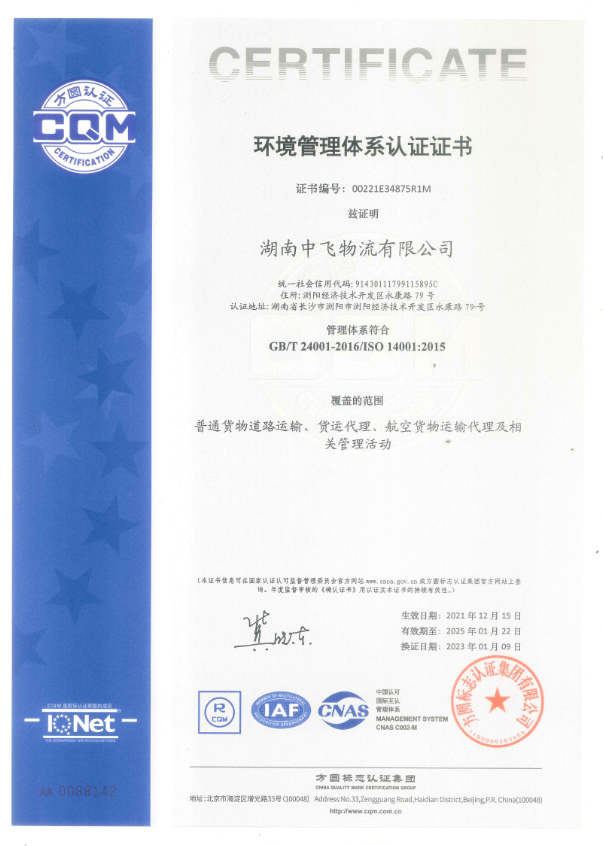 CERTIFICATE
方圆认证
CQM
CERTIFICATION
环境管理体系认证证书
证书编号：00221E34875R1M
兹证明
湖南中飞物流有限公司
统一社会信用代码: 91430111799115895C
住所: 浏阳经济技术开发区永康路 79 号
认证地址: 湖南省长沙市浏阳市浏阳经济技术开发区永康路 79 号
管理体系符合
GB/T 24001-2016/ISO 14001:2015
覆盖的范围
普通货物道路运输、货运代理、航空货物运输代理及相
关管理活动
(本证书信息可在国家认证认可监督管理委员会官方网站 www.cnca.gov.cn 或方圆标志认证集团官方网站上查
询。年度监督审核的《确认证书》用以证实本证书的持续有效性。)
生效日期：2021 年 12 月 15 日
有效期至：2025 年 01 月 22 日
换证日期：2023 年 01 月 09 日
方圆标志认证集团有限公司
R
CQM
IAF
CNAS
中国认可
国际互认
管理体系
MANAGEMENT SYSTEM
CNAS C002-M
IQNet
AA 0088142
方圆标志认证集团
CHINA QUALITY MARK CERTIFICATION GROUP
地址: 北京市海淀区增光路33号 (100048) Address:No.33,Zengguang Road,Haidian District,Beijing,P.R. China(100048)
http://www.cqm.com.cn